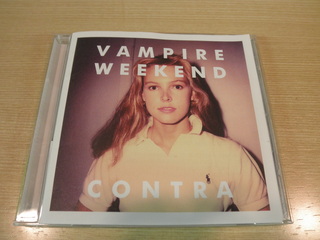 VAMPIRE
WEEKEND
CONTRA